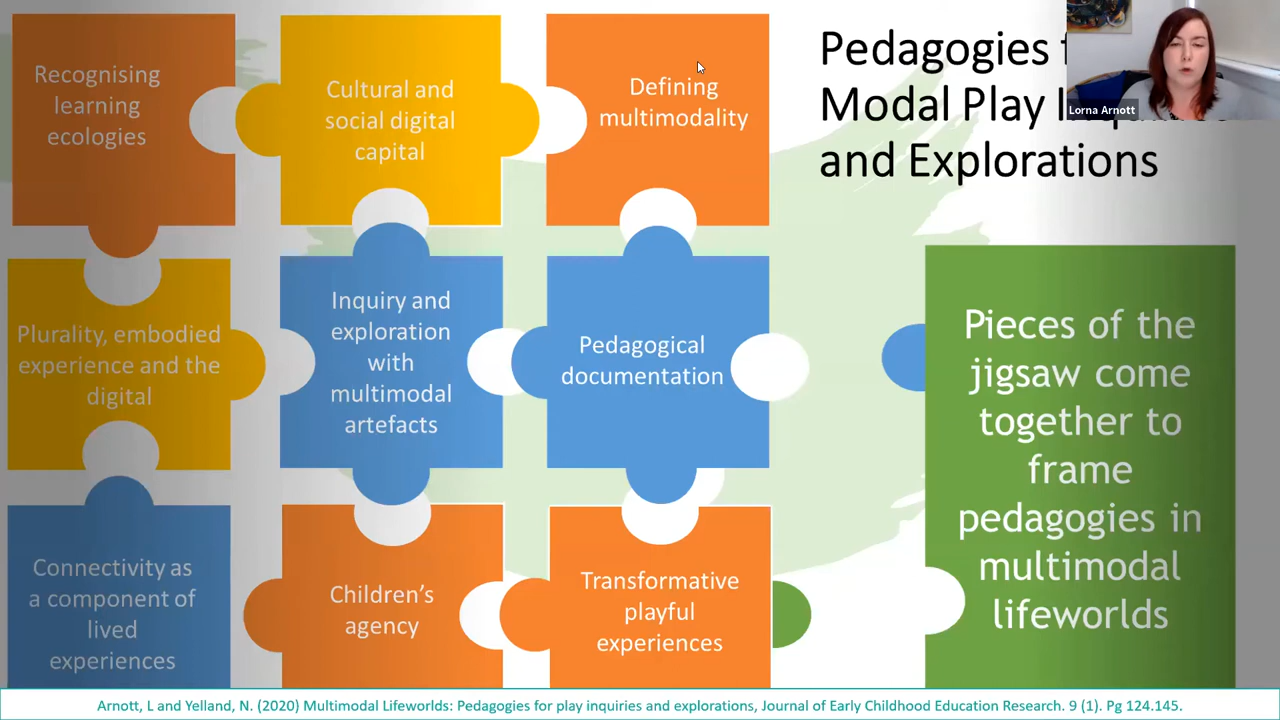 Pedagogies f
Modal Play
and Explorations
Lorna Arnott
Recognising
learning
ecologies
Cultural and
social digital
capital
Defining
multimodality
Plurality, embodied
experience and the
digital
Inquiry and
exploration
with
multimodal
artefacts
Pedagogical
documentation
Connectivity as
a component of
lived
experiences
Children’s
agency
Transformative
playful
experiences
Pieces of the
jigsaw come
together to
frame
pedagogies in
multimodal
lifeworlds
Arnott, L and Yelland, N. (2020) Multimodal Lifeworlds: Pedagogies for play inquiries and explorations, Journal of Early Childhood Education Research. 9 (1). Pg 124.145.